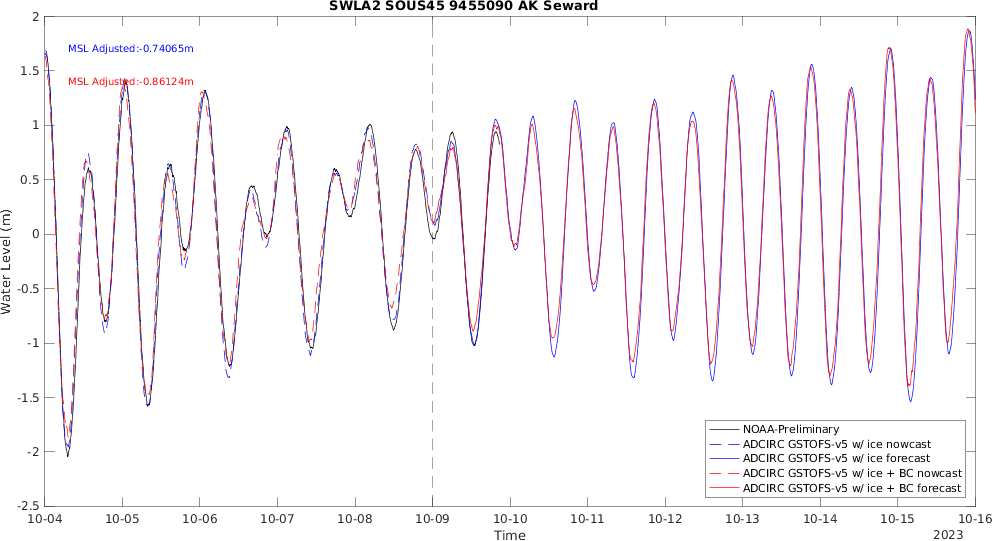 SWLA2 SOUS45 9455090 AK Seward
MSL Adjusted:-0.74065m
MSL Adjusted:-0.86124m
Water Level (m)
2
1.5
1
0.5
0
-0.5
-1
-1.5
-2
-2.5
NOAA-Preliminary
ADCIRC GSTOFS-v5 w/ ice nowcast
ADCIRC GSTOFS-v5 w/ ice forecast
ADCIRC GSTOFS-v5 w/ ice + BC nowcast
ADCIRC GSTOFS-v5 w/ ice + BC forecast
10-04 10-05 10-06 10-07 10-08 10-09 10-10 10-11 10-12 10-13 10-14 10-15 10-16
Time
2023